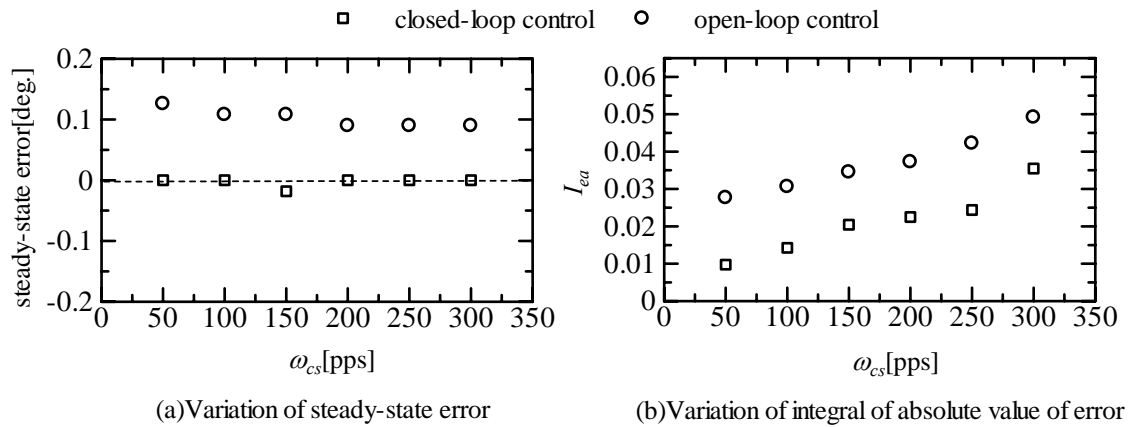 closed-loop control open-loop control
steady-state error[deg.]
0.2
0.1
0
-0.1
-0.2
0 50 100 150 200 250 300 350
ω_cs[pps]
(a)Variation of steady-state error
I_ea
0.06
0.05
0.04
0.03
0.02
0.01
0
0 50 100 150 200 250 300 350
ω_cs[pps]
(b)Variation of integral of absolute value of error